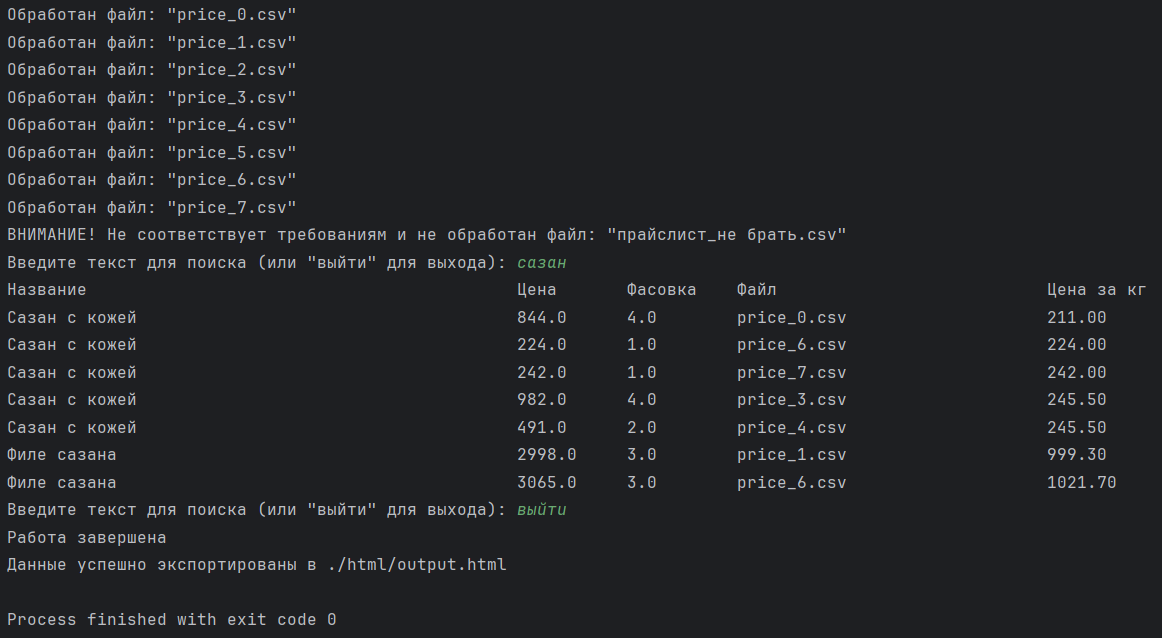 Обработан файл: "price_0.csv"
Обработан файл: "price_1.csv"
Обработан файл: "price_2.csv"
Обработан файл: "price_3.csv"
Обработан файл: "price_4.csv"
Обработан файл: "price_5.csv"
Обработан файл: "price_6.csv"
Обработан файл: "price_7.csv"
ВНИМАНИЕ! Не соответствует требованиям и не обработан файл: "прайслист_не брать.csv"
Введите текст для поиска (или "выйти" для выхода): сазан
Название Цена Фасовка Файл Цена за кг
Сазан с кожей 844.0 4.0 price_0.csv 211.00
Сазан с кожей 224.0 1.0 price_6.csv 224.00
Сазан с кожей 242.0 1.0 price_7.csv 242.00
Сазан с кожей 982.0 4.0 price_3.csv 245.50
Сазан с кожей 491.0 2.0 price_4.csv 245.50
Филе сазана 2998.0 3.0 price_1.csv 999.30
Филе сазана 3065.0 3.0 price_6.csv 1021.70
Введите текст для поиска (или "выйти" для выхода): выйти
Работа завершена
Данные успешно экспортированы в ./html/output.html
Process finished with exit code 0